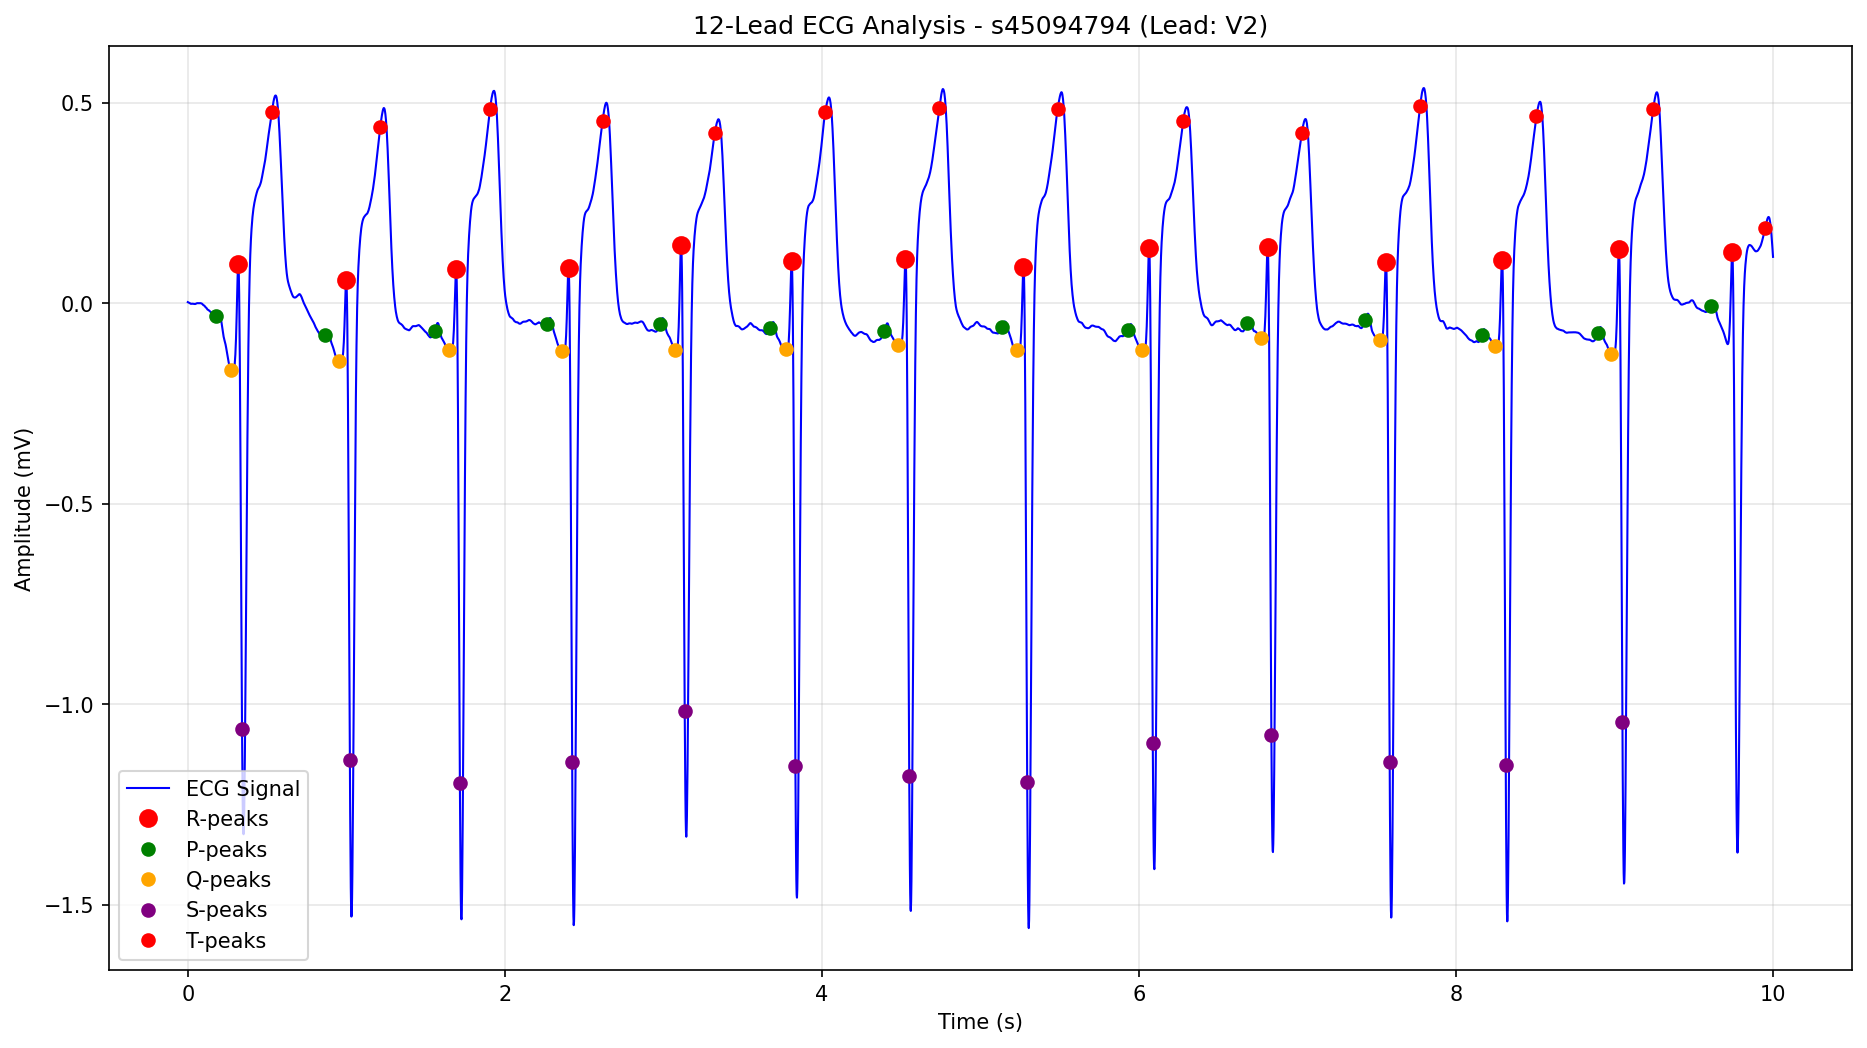 12-Lead ECG Analysis - s45094794 (Lead: V2)
Amplitude (mV)
0.5
0.0
−0.5
−1.0
−1.5
ECG Signal
R-peaks
P-peaks
Q-peaks
S-peaks
T-peaks
0 2 4 6 8 10
Time (s)